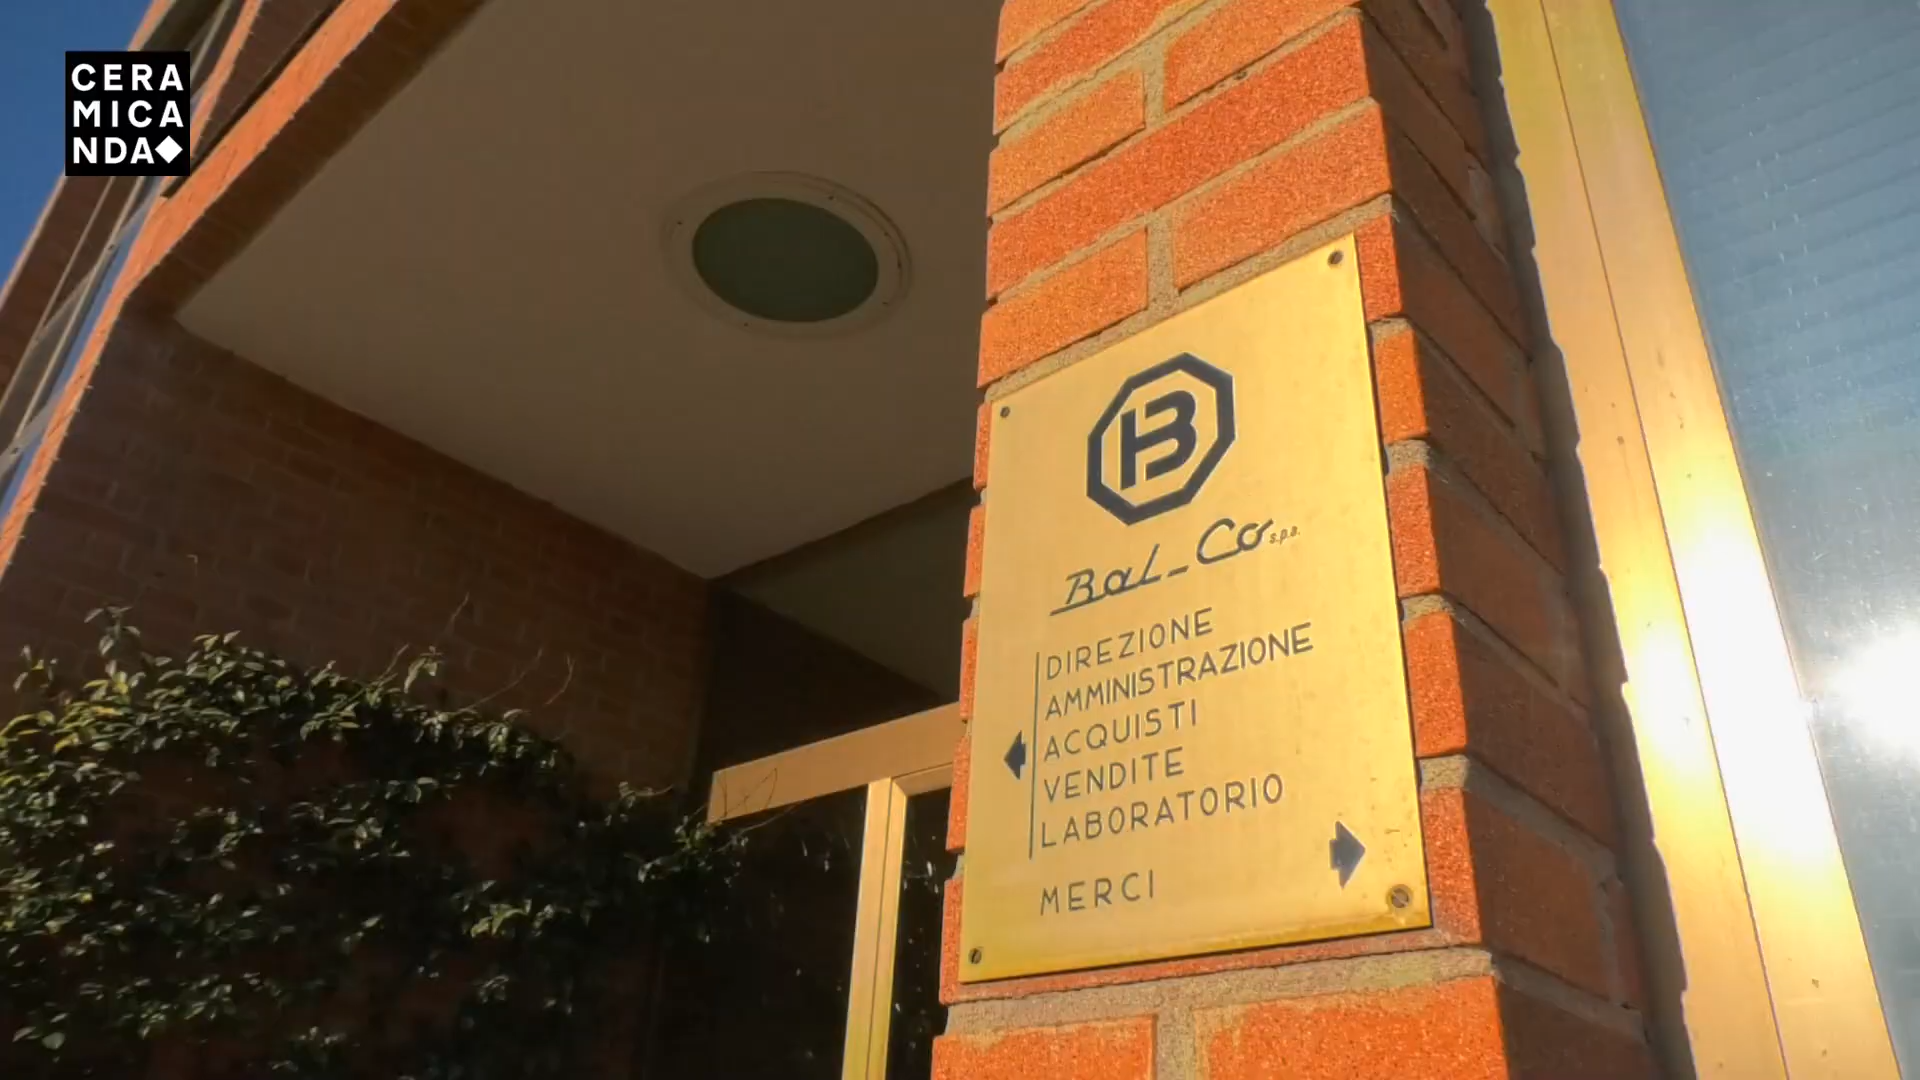 CERA
MICA
NDA
B
Bal_Co s.p.a.
DIREZIONE
AMMINISTRAZIONE
ACQUISTI
VENDITE
LABORATORIO
MERCI